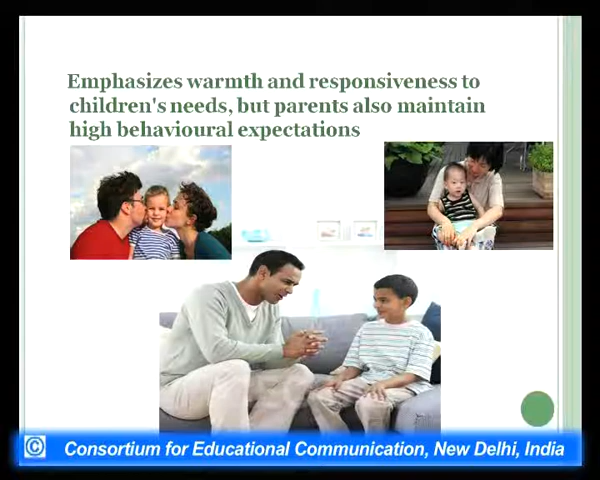 Emphasizes warmth and responsiveness to
children's needs, but parents also maintain
high behavioural expectations
© Consortium for Educational Communication, New Delhi, India